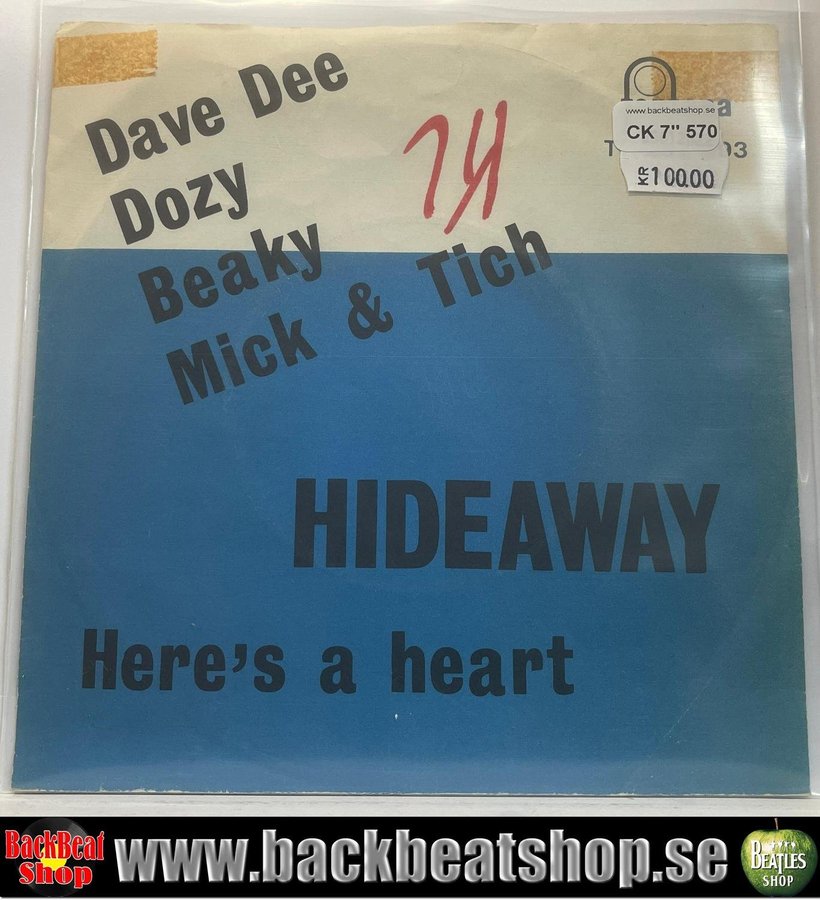 Dave Dee
Dozy
Beaky
Mick & Tich
www.backbeatshop.se
CK 7" 570
KR 100.00
HIDEAWAY
Here's a heart
BackBeat
Shop
www.backbeatshop.se
BEATLES
SHOP